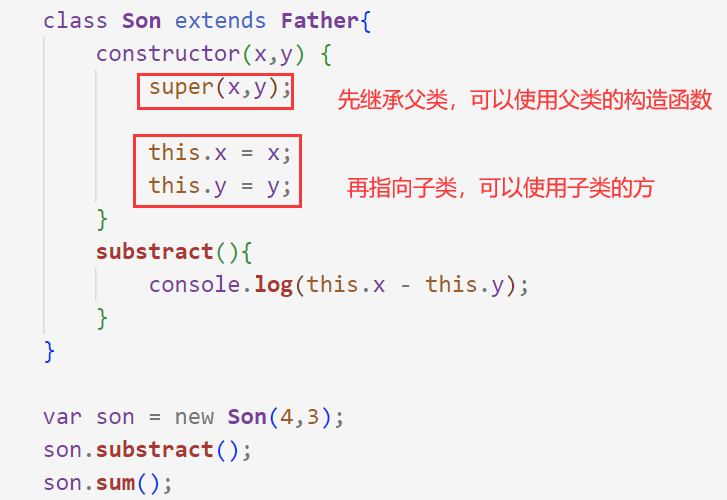 class Son extends Father{
constructor(x,y) {
super(x,y); 先继承父类，可以使用父类的构造函数
this.x = x;
this.y = y; 再指向子类，可以使用子类的方
}
substract(){
console.log(this.x - this.y);
}
}
var son = new Son(4,3);
son.substract();
son.sum();